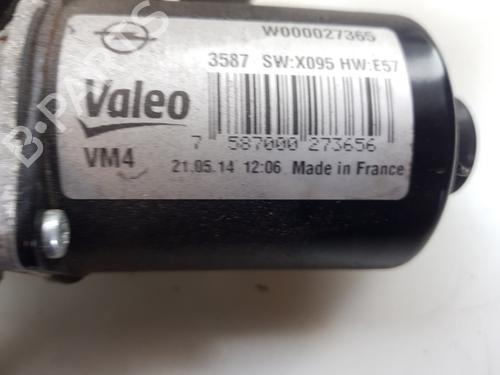 W000027365
3587 SW:X095 HW:E57
Valeo
7 587000 273656
VM4 21.05.14 12:06 Made in France
B-PARTS